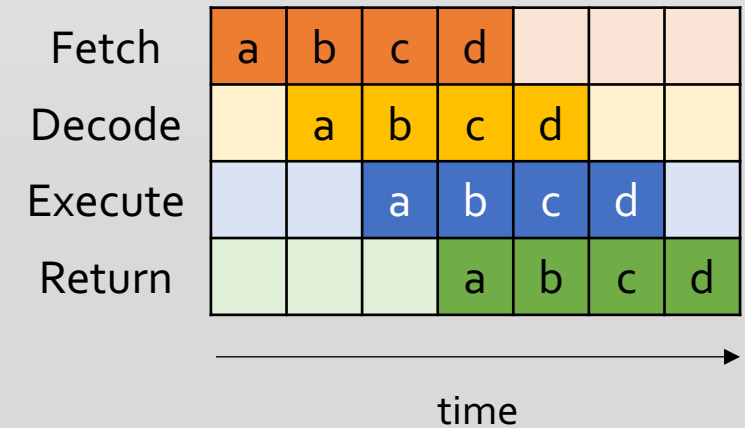 Fetch a b c d
Decode a b c d
Execute a b c d
Return a b c d
time